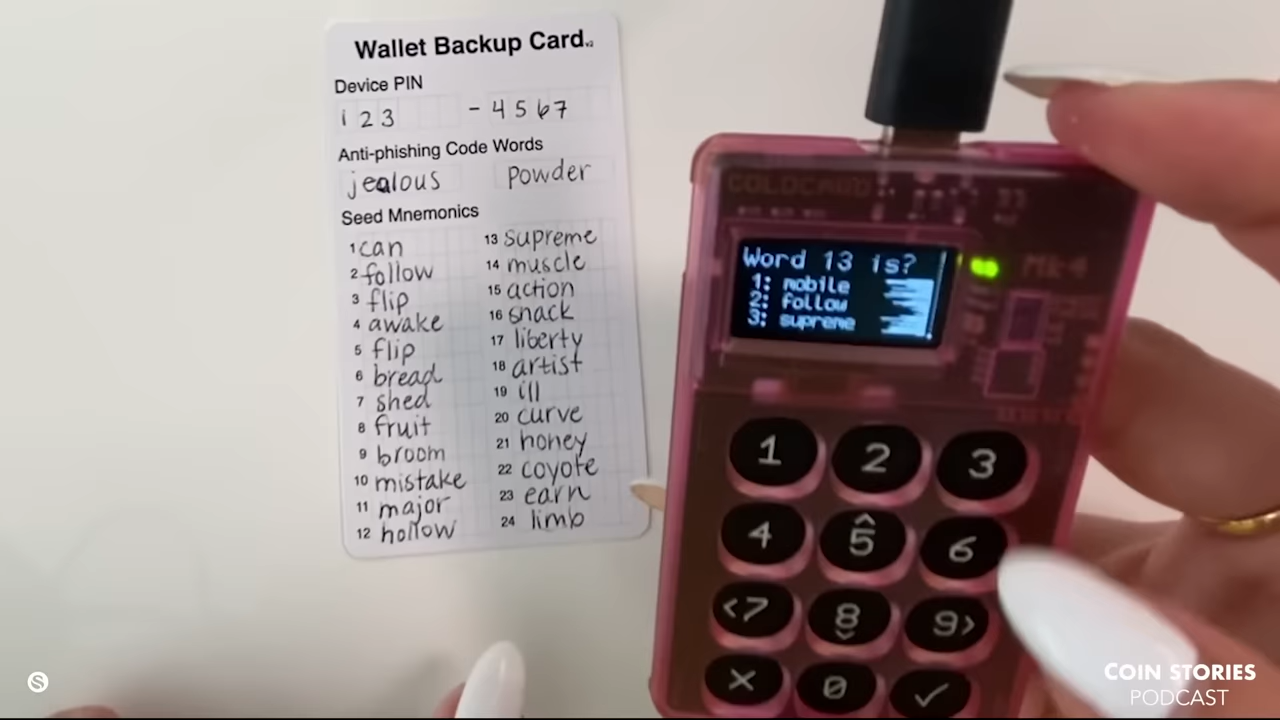 Wallet Backup Card v2
Device PIN
123 - 4567
Anti-phishing Code Words
jealous powder
Seed Mnemonics
1 can
2 follow
3 flip
4 awake
5 flip
6 bread
7 shed
8 fruit
9 broom
10 mistake
11 major
12 hollow
13 supreme
14 muscle
15 action
16 snack
17 liberty
18 artist
19 ill
20 curve
21 honey
22 coyote
23 earn
24 limb
COLDCARD
Mk4
Word 13 is?
1: mobile
2: follow
3: supreme
1 2 3
4 5 6
<7 8 9>
X 0 ✓
S
COIN STORIES
PODCAST